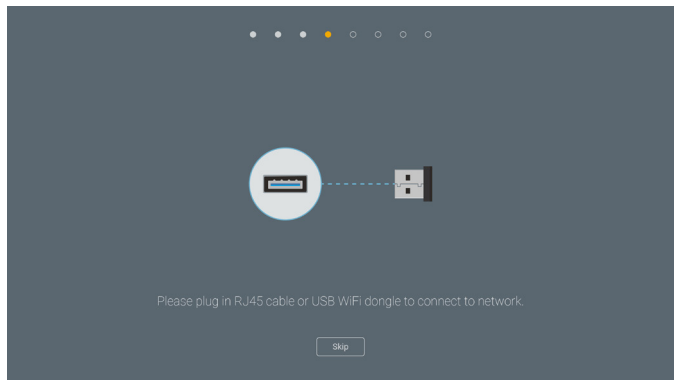 Please plug in RJ45 cable or USB WiFi dongle to connect to network.
Skip